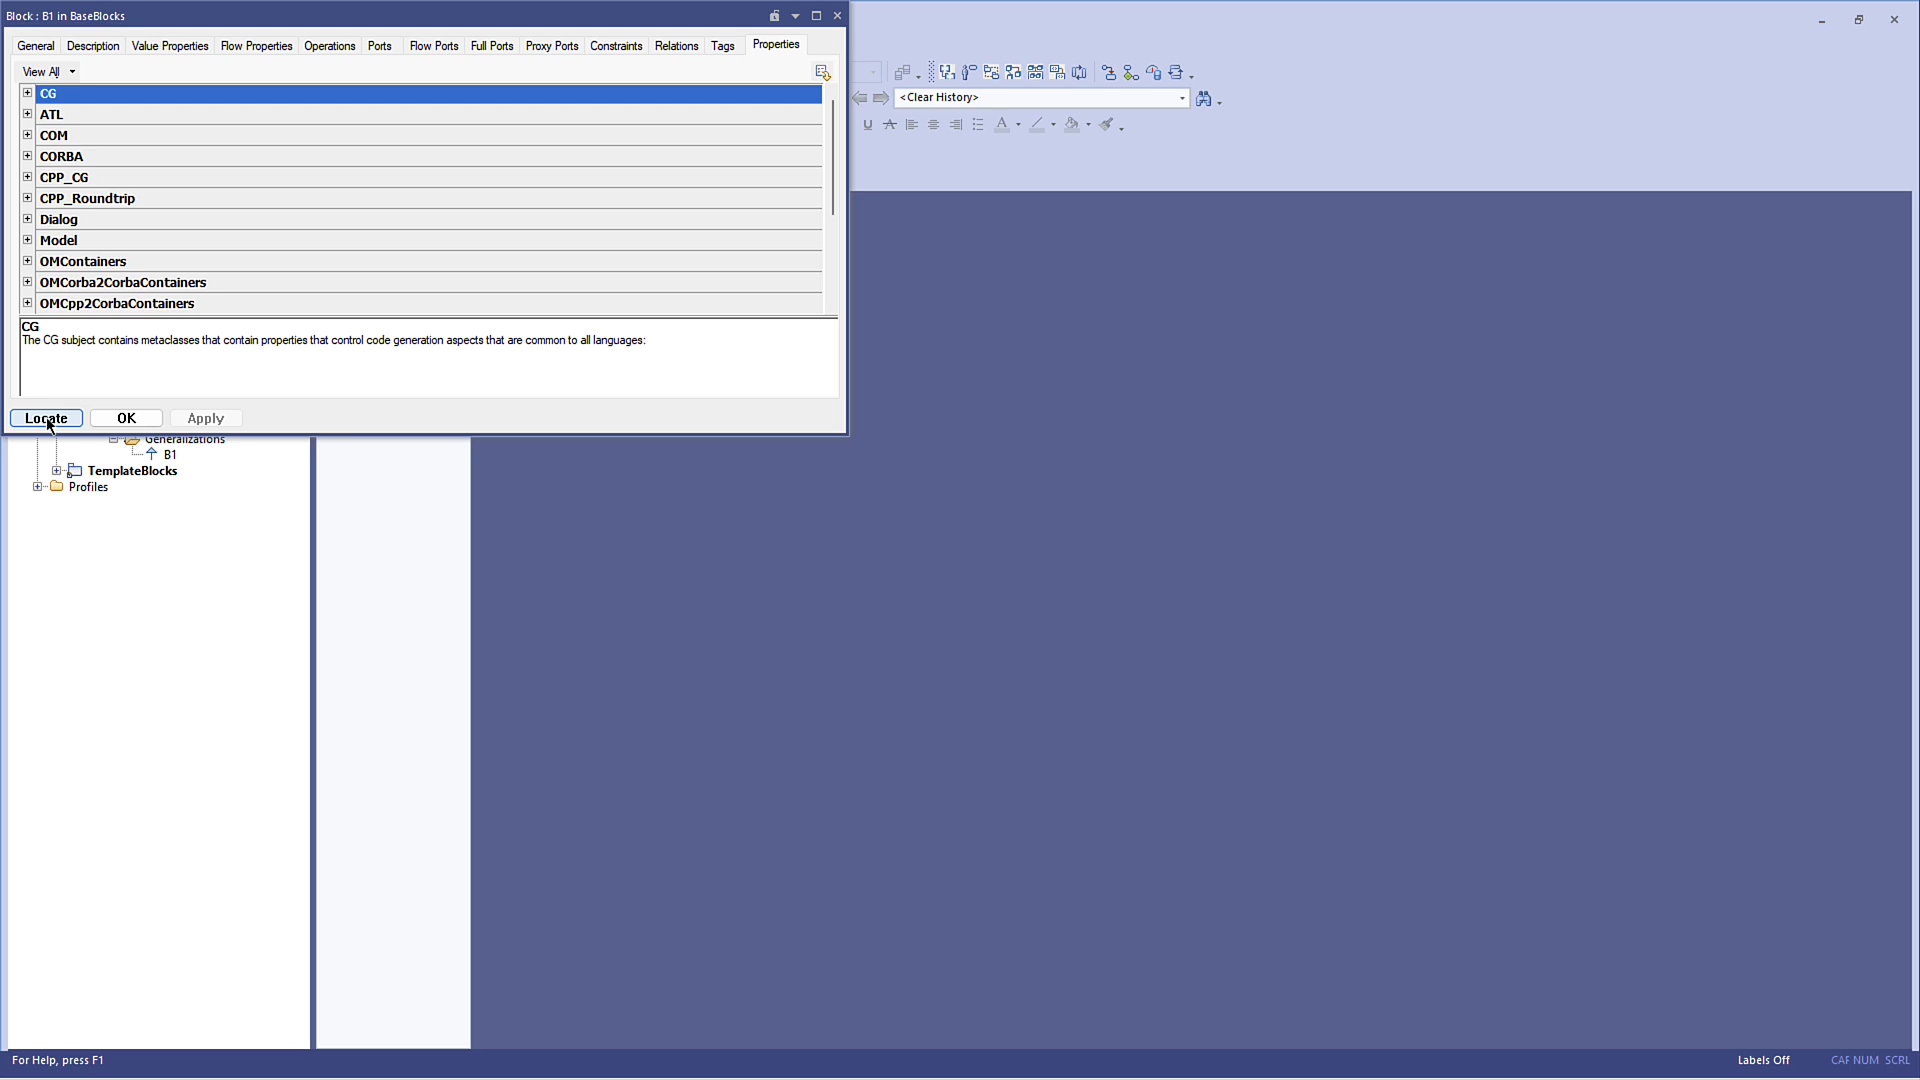 Block : B1 in BaseBlocks
General Description Value Properties Flow Properties Operations Ports Flow Ports Full Ports Proxy Ports Constraints Relations Tags Properties
View All
CG
ATL
COM
CORBA
CPP_CG
CPP_Roundtrip
Dialog
Model
OMContainers
OMCorba2CorbaContainers
OMCpp2CorbaContainers
CG
The CG subject contains metaclasses that contain properties that control code generation aspects that are common to all languages:
Locate OK Apply
<Clear History>
Generalizations
B1
TemplateBlocks
Profiles
For Help, press F1
Labels Off
CAF NUM SCRL